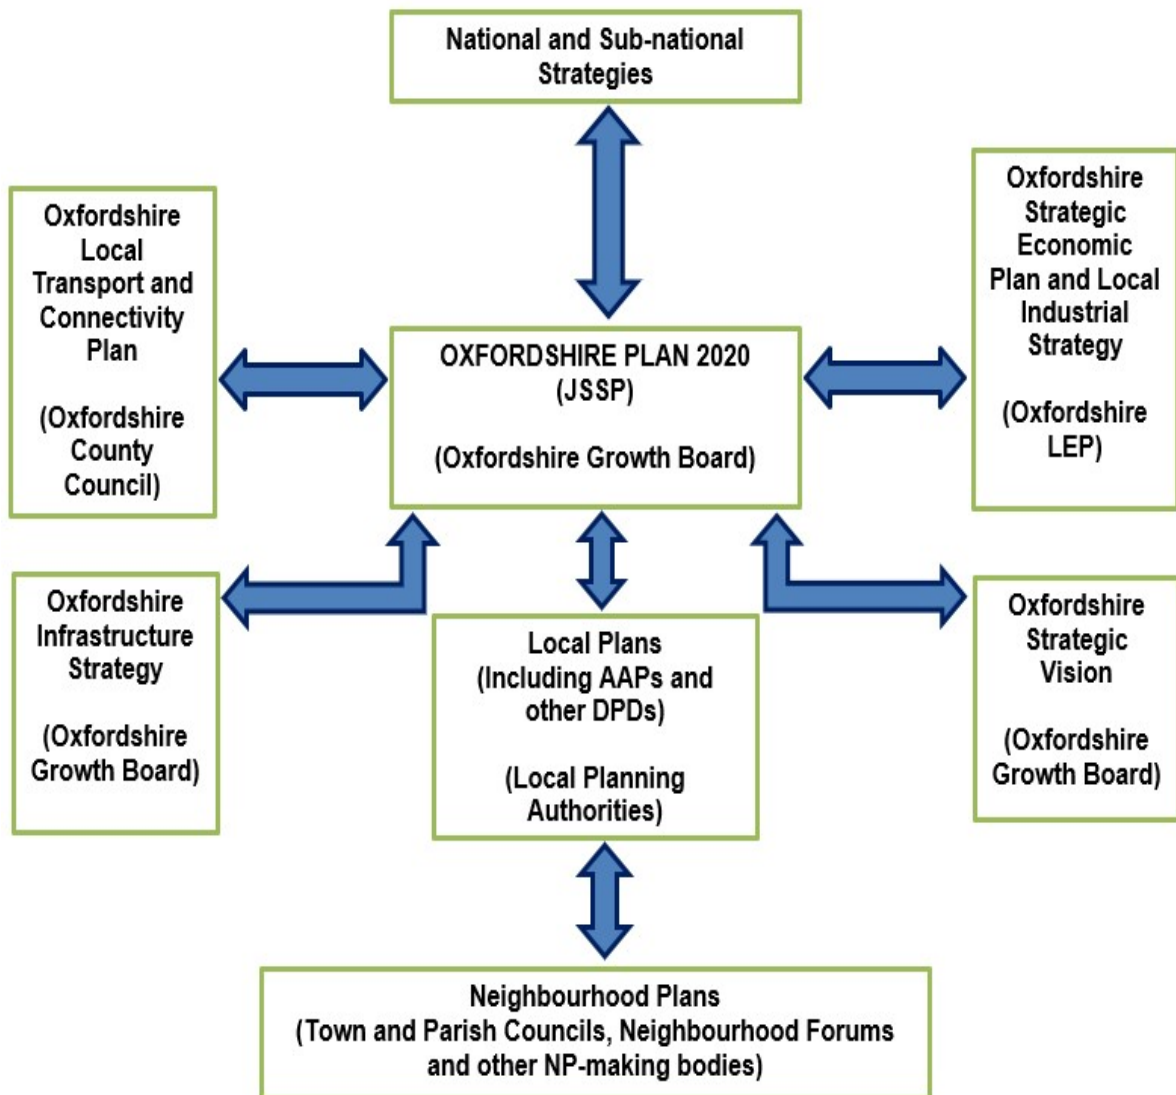 National and Sub-national
Strategies
Oxfordshire
Local
Transport and
Connectivity
Plan
(Oxfordshire
County
Council)
OXFORDSHIRE PLAN 2020
(JSSP)
(Oxfordshire Growth Board)
Oxfordshire
Strategic
Economic
Plan and Local
Industrial
Strategy
(Oxfordshire
LEP)
Oxfordshire
Infrastructure
Strategy
(Oxfordshire
Growth Board)
Local Plans
(Including AAPs and
other DPDs)
(Local Planning
Authorities)
Oxfordshire
Strategic
Vision
(Oxfordshire
Growth Board)
Neighbourhood Plans
(Town and Parish Councils, Neighbourhood Forums
and other NP-making bodies)